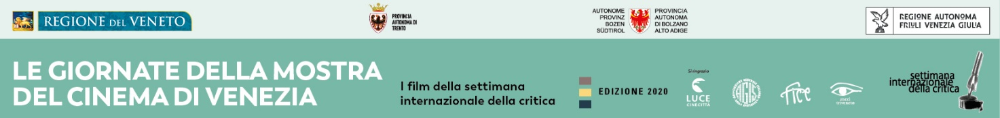 REGIONE DEL VENETO
PROVINCIA
AUTONOMA DI
TRENTO
AUTONOME
PROVINZ
BOZEN
SÜDTIROL
PROVINCIA
AUTONOMA
DI BOLZANO
ALTO ADIGE
REGIONE AUTONOMA
FRIULI VENEZIA GIULIA
LE GIORNATE DELLA MOSTRA
DEL CINEMA DI VENEZIA
I film della settimana
internazionale della critica
EDIZIONE 2020
Si ringrazia
LUCE
CINECITTÀ
AGIS
fice
triveneto
settimana
internazionale
della critica